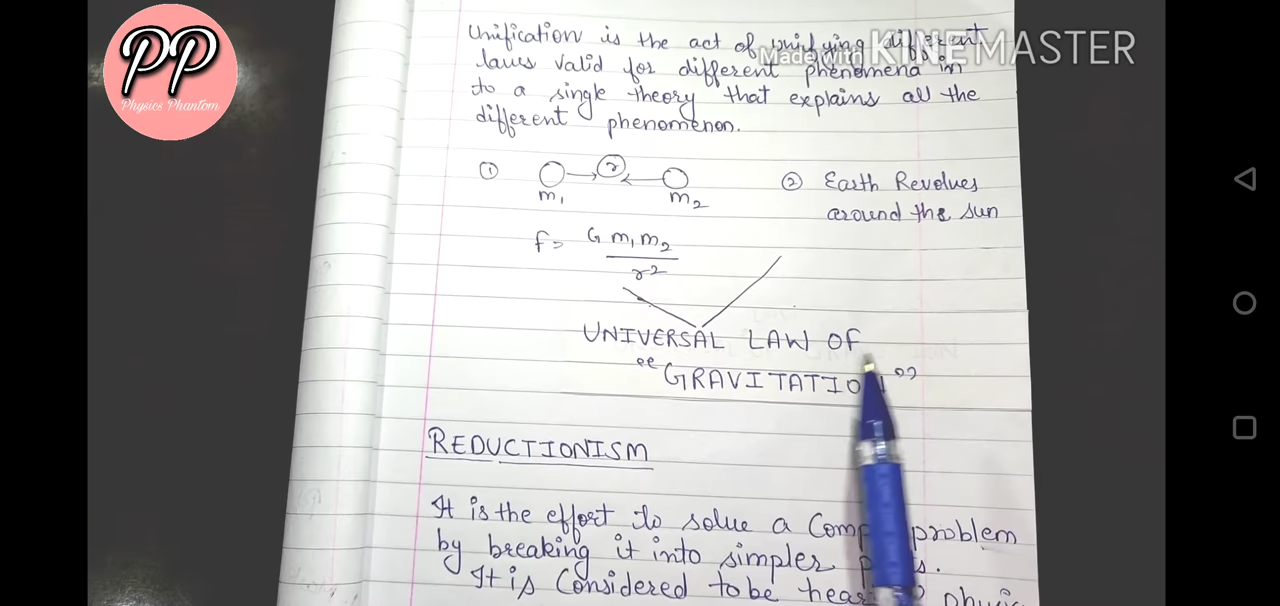 PP
Physics Phantom
Made with KINEMASTER
Unification is the act of unifying different
laws valid for different phenomena in
to a single theory that explains all the
different phenomenon.
① m₁ r m₂
② Earth Revolves
around the sun
F = G m₁ m₂
r²
UNIVERSAL LAW OF
"GRAVITATION"
REDUCTIONISM
It is the effort to solve a problem
by breaking it into simpler
It is Considered to be